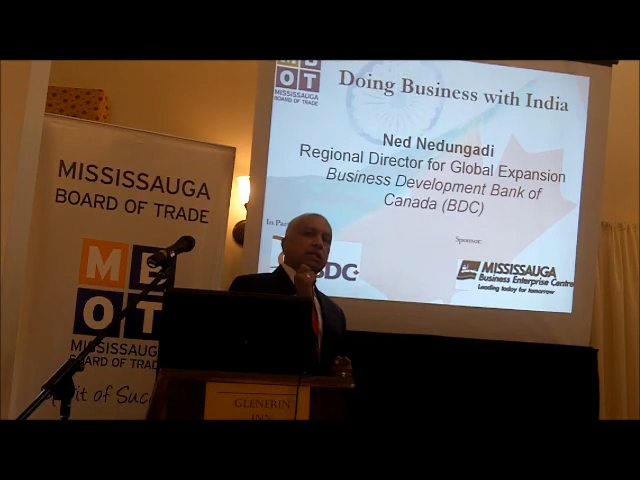 MISSISSAUGA
BOARD OF TRADE
M B
O T
MISSISSAUGA
BOARD OF TRADE
Spirit of Suc
B
OT
MISSISSAUGA
BOARD OF TRADE
Doing Business with India
Ned Nedungadi
Regional Director for Global Expansion
Business Development Bank of
Canada (BDC)
In Par
BDC
Sponsor:
MISSISSAUGA
Business Enterprise Centre
Leading today for tomorrow
GLENERIN
INN